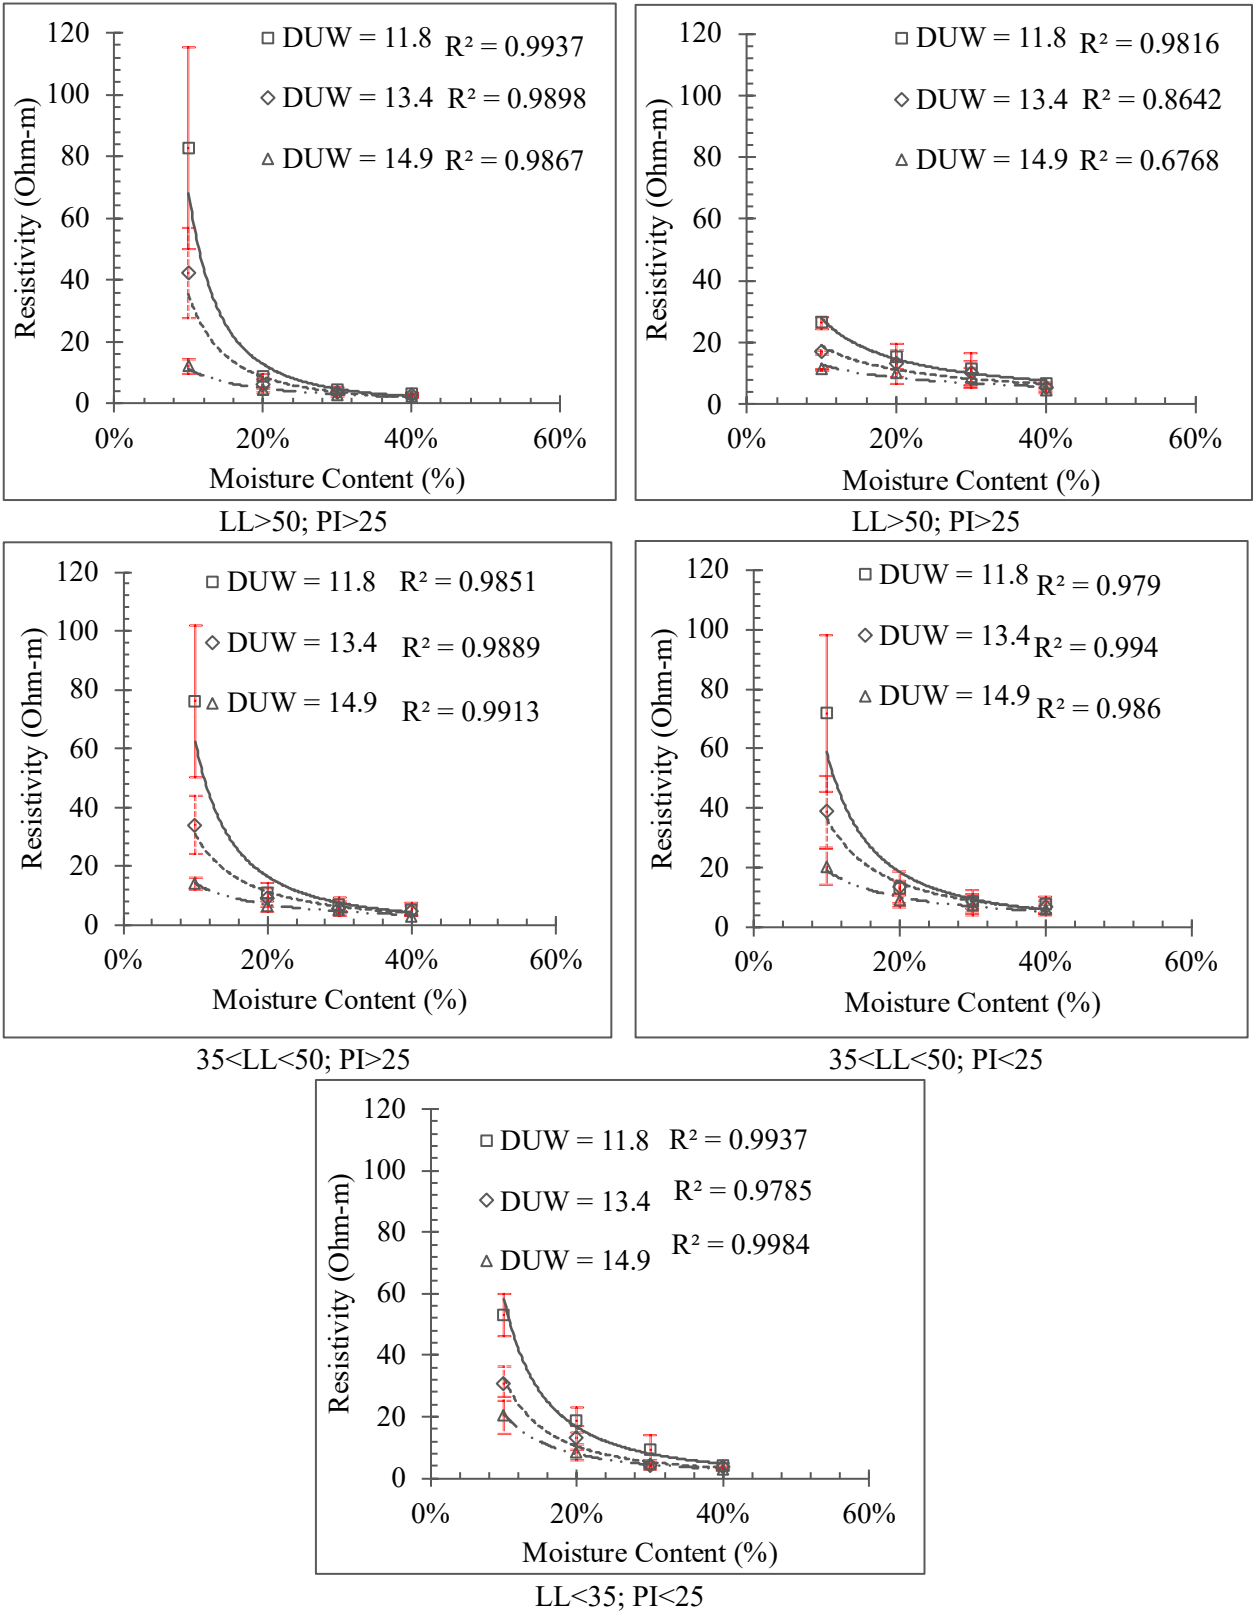 120
100
80
60
40
20
0
Resistivity (Ohm-m)
DUW = 11.8 R² = 0.9937
DUW = 13.4 R² = 0.9898
DUW = 14.9 R² = 0.9867
0% 20% 40% 60%
Moisture Content (%)
LL>50; PI>25
120
100
80
60
40
20
0
Resistivity (Ohm-m)
DUW = 11.8 R² = 0.9816
DUW = 13.4 R² = 0.8642
DUW = 14.9 R² = 0.6768
0% 20% 40% 60%
Moisture Content (%)
LL>50; PI>25
120
100
80
60
40
20
0
Resistivity (Ohm-m)
DUW = 11.8 R² = 0.9851
DUW = 13.4 R² = 0.9889
DUW = 14.9 R² = 0.9913
0% 20% 40% 60%
Moisture Content (%)
35<LL<50; PI>25
120
100
80
60
40
20
0
Resistivity (Ohm-m)
DUW = 11.8 R² = 0.979
DUW = 13.4 R² = 0.994
DUW = 14.9 R² = 0.986
0% 20% 40% 60%
Moisture Content (%)
35<LL<50; PI<25
120
100
80
60
40
20
0
Resistivity (Ohm-m)
DUW = 11.8 R² = 0.9937
DUW = 13.4 R² = 0.9785
DUW = 14.9 R² = 0.9984
0% 20% 40% 60%
Moisture Content (%)
LL<35; PI<25